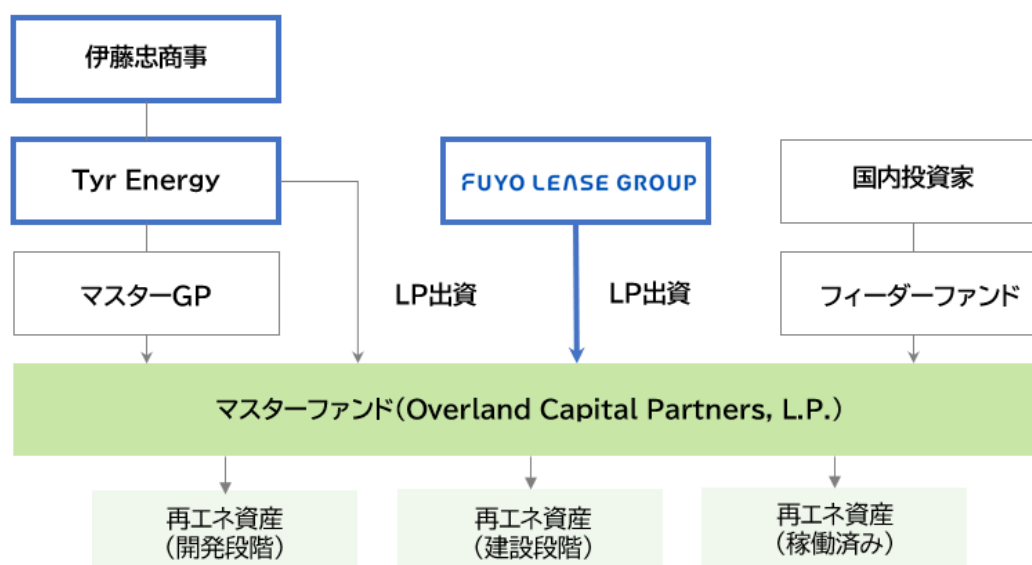 伊藤忠商事
Tyr Energy
FUYO LEASE GROUP
国内投資家
マスターGP
LP出資
LP出資
フィーダーファンド
マスターファンド(Overland Capital Partners, L.P.)
再エネ資産
(開発段階)
再エネ資産
(建設段階)
再エネ資産
(稼働済み)